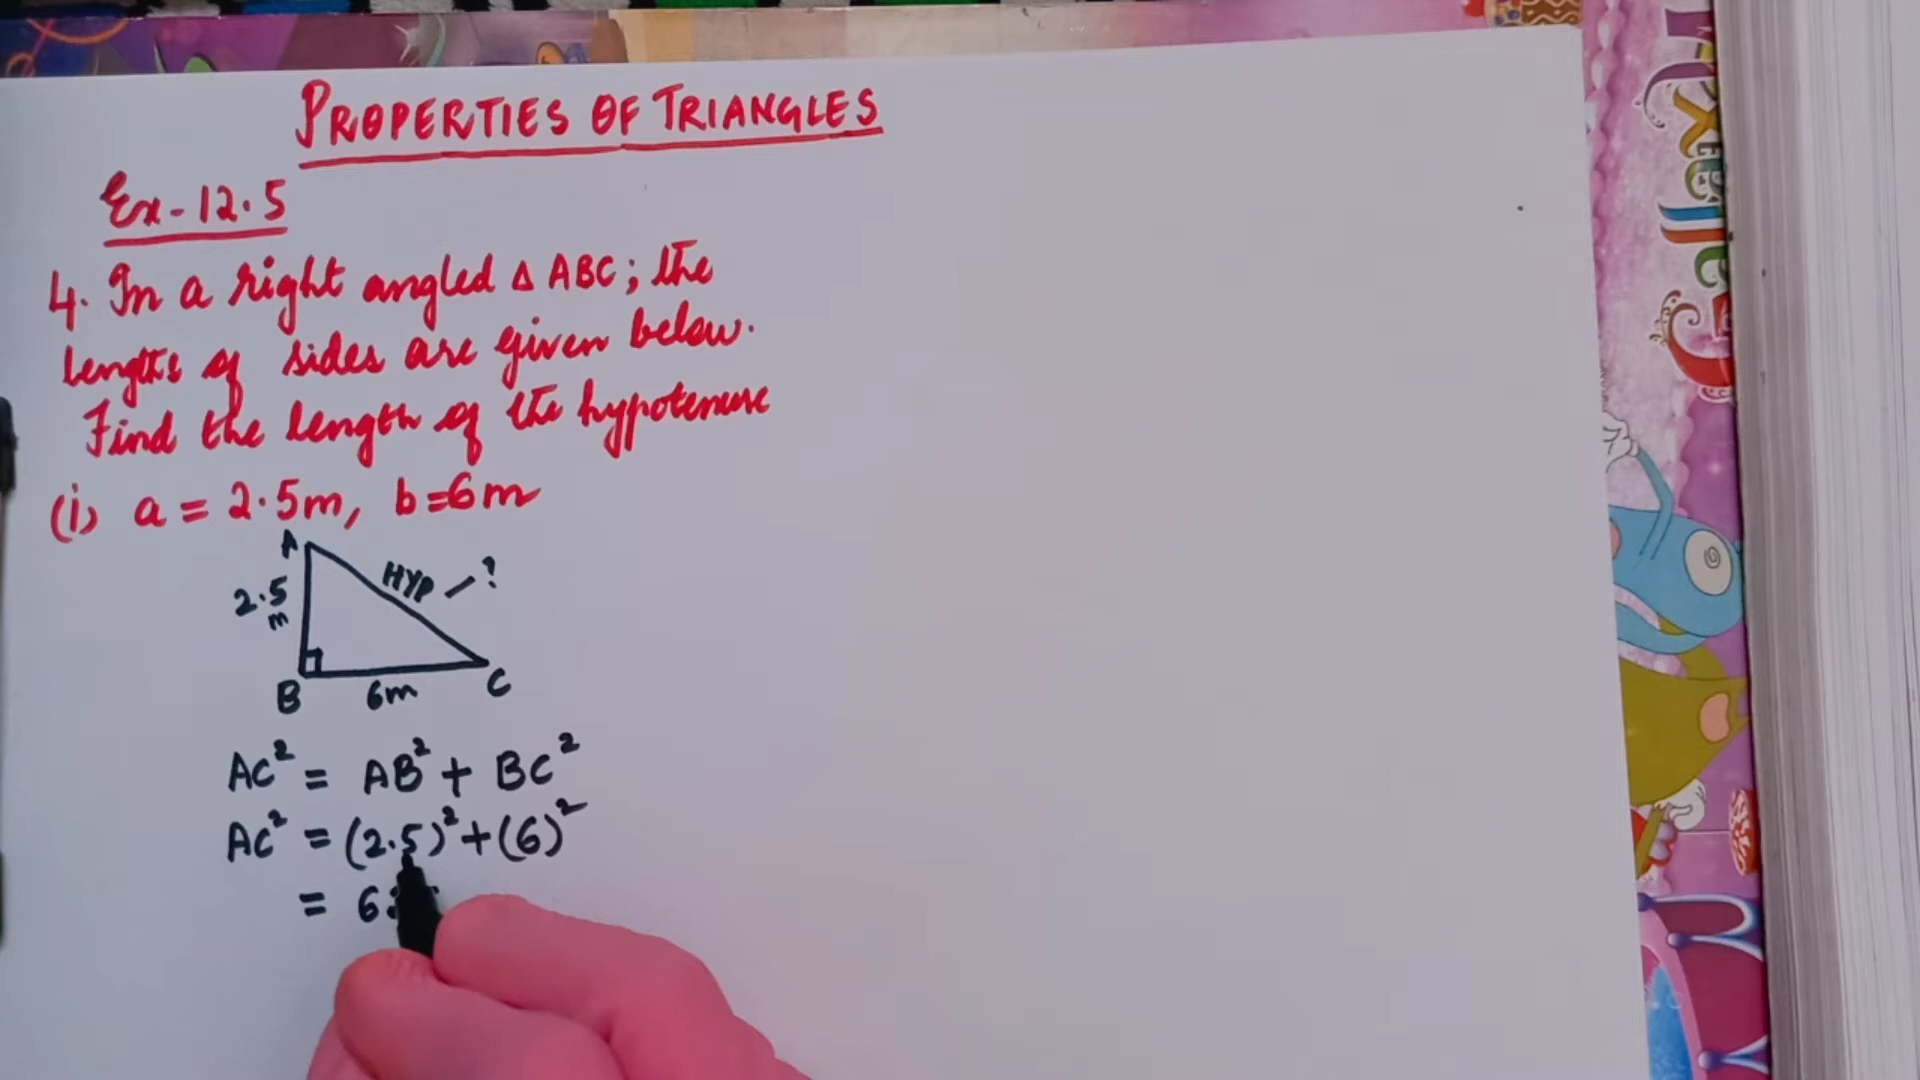 PROPERTIES OF TRIANGLES
Ex-12.5
4. In a right angled Δ ABC; the
lengths of sides are given below.
Find the length of the hypotenuse
(i) a = 2.5m, b=6m
A
HYP — ?
2.5
m
B
6m
C
AC² = AB² + BC²
AC² = (2.5)² + (6)²
= 6